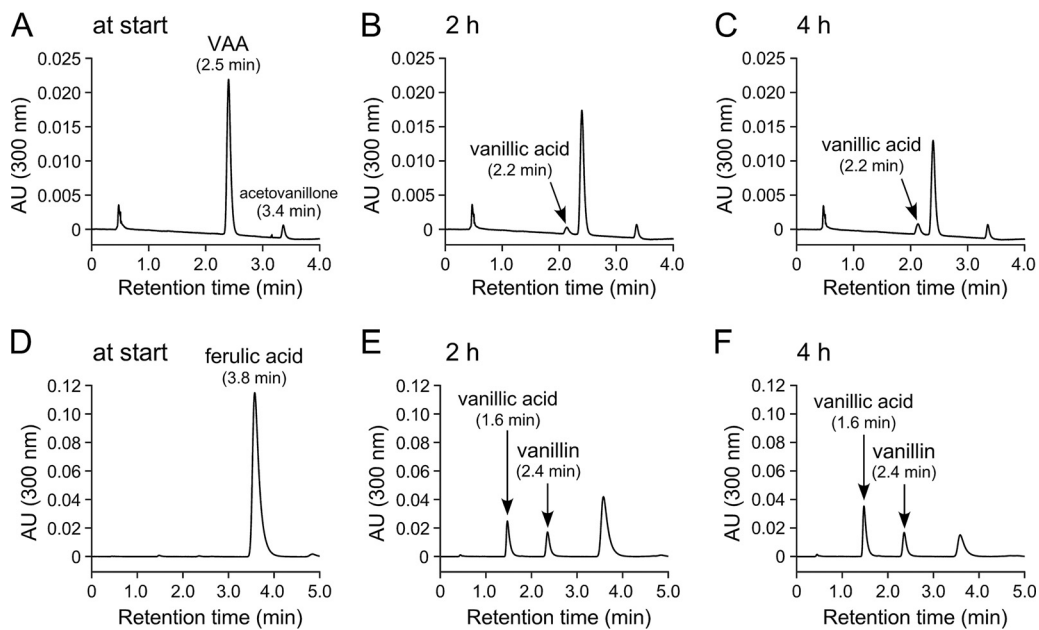 A at start
VAA
(2.5 min)
acetovanillone
(3.4 min)
0.025
0.020
0.015
0.010
0.005
0
AU (300 nm)
0 1.0 2.0 3.0 4.0
Retention time (min)
B 2 h
vanillic acid
(2.2 min)
0.025
0.020
0.015
0.010
0.005
0
AU (300 nm)
0 1.0 2.0 3.0 4.0
Retention time (min)
C 4 h
vanillic acid
(2.2 min)
0.025
0.020
0.015
0.010
0.005
0
AU (300 nm)
0 1.0 2.0 3.0 4.0
Retention time (min)
D at start
ferulic acid
(3.8 min)
0.12
0.10
0.08
0.06
0.04
0.02
0
AU (300 nm)
0 1.0 2.0 3.0 4.0 5.0
Retention time (min)
E 2 h
vanillic acid
(1.6 min)
vanillin
(2.4 min)
0.12
0.10
0.08
0.06
0.04
0.02
0
AU (300 nm)
0 1.0 2.0 3.0 4.0 5.0
Retention time (min)
F 4 h
vanillic acid
(1.6 min)
vanillin
(2.4 min)
0.12
0.10
0.08
0.06
0.04
0.02
0
AU (300 nm)
0 1.0 2.0 3.0 4.0 5.0
Retention time (min)